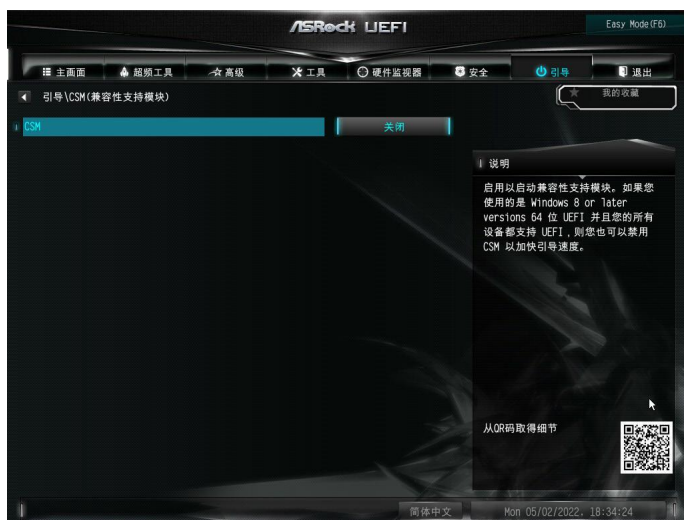 ASRock UEFI
Easy Mode(F6)
主画面
超频工具
高级
工具
硬件监视器
安全
引导
退出
引导\CSM(兼容性支持模块)
我的收藏
CSM
关闭
说明
启用以启动兼容性支持模块。如果您
使用的是 Windows 8 or later
versions 64 位 UEFI 并且您的所有
设备都支持 UEFI，则您也可以禁用
CSM 以加快引导速度。
从QR码取得细节
简体中文
Mon 05/02/2022, 18:34:24